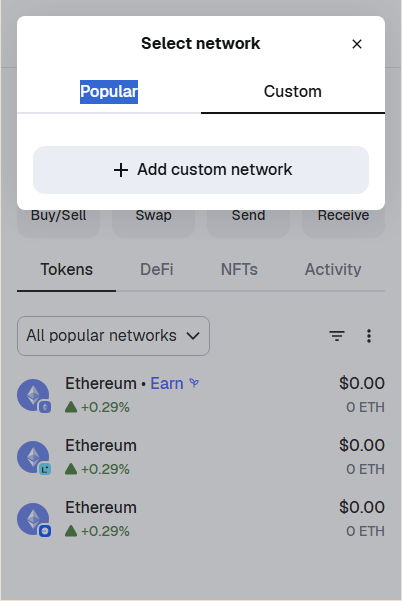 Select network
Popular Custom
Add custom network
Buy/Sell Swap Send Receive
Tokens DeFi NFTs Activity
All popular networks
Ethereum • Earn $0.00
+0.29% 0 ETH
Ethereum $0.00
+0.29% 0 ETH
Ethereum $0.00
+0.29% 0 ETH